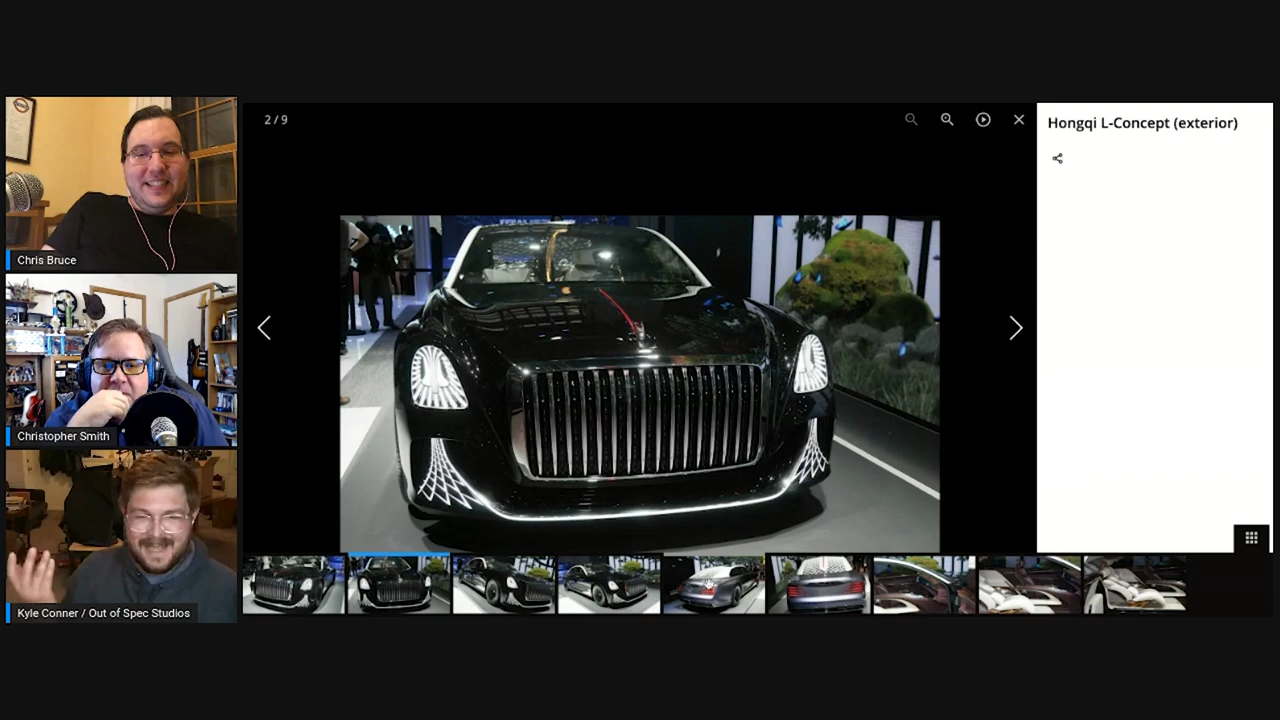 Chris Bruce
Christopher Smith
Kyle Conner / Out of Spec Studios
2 / 9
Hongqi L-Concept (exterior)